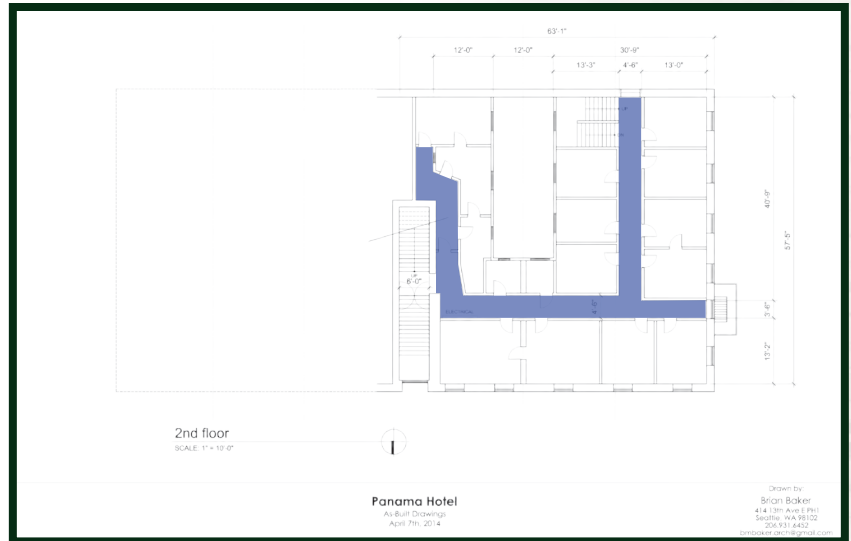 63'-1"
12'-0" 12'-0" 30'-9"
13'-3" 4'-6" 13'-0"
40'-9"
57'-5"
6'-0"
3'-6"
4'-6"
13'-2"
2nd floor
SCALE: 1" = 10'-0"
Panama Hotel
As-Built Drawings
April 7th, 2014
Drawn by:
Brian Baker
414 13th Ave E PH1
Seattle, WA 98102
206.931.6452
bmbaker.arch@gmail.com